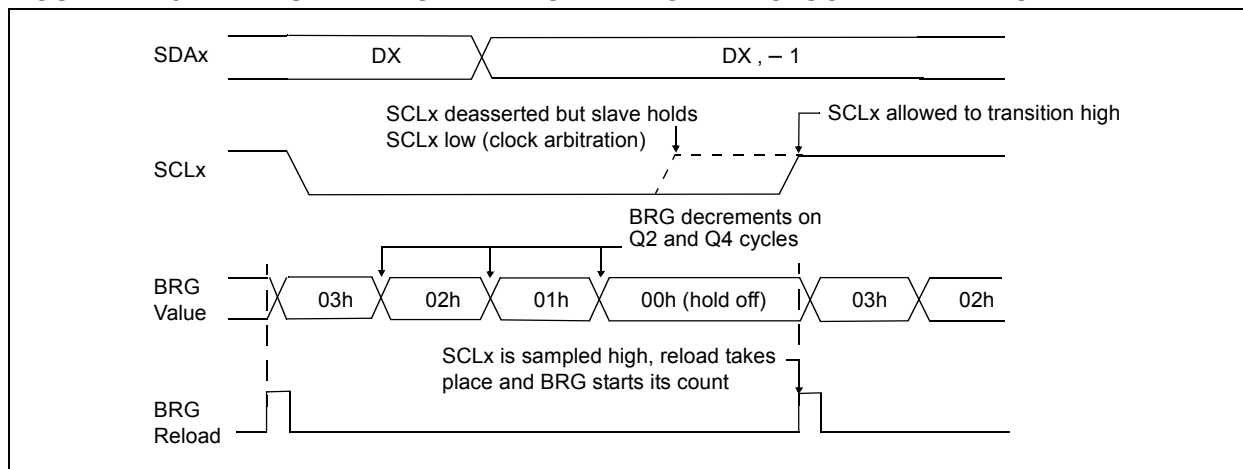 SDAx
DX
DX , – 1
SCLx deasserted but slave holds
SCLx low (clock arbitration)
SCLx allowed to transition high
SCLx
BRG decrements on
Q2 and Q4 cycles
BRG
Value
03h
02h
01h
00h (hold off)
03h
02h
SCLx is sampled high, reload takes
place and BRG starts its count
BRG
Reload